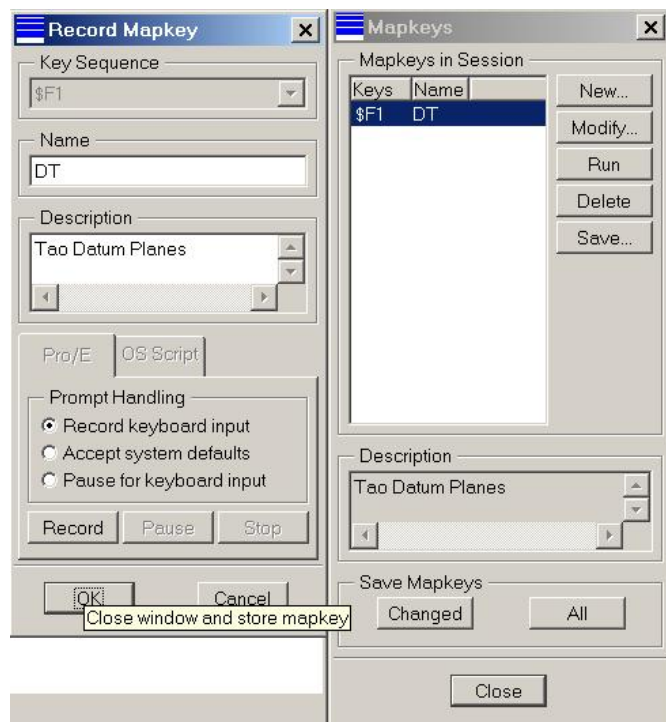 Record Mapkey
Key Sequence
$F1
Name
DT
Description
Tao Datum Planes
Pro/E OS Script
Prompt Handling
Record keyboard input
Accept system defaults
Pause for keyboard input
Record Pause Stop
OK Cancel
Close window and store mapkey
Mapkeys
Mapkeys in Session
Keys Name
$F1 DT
New...
Modify...
Run
Delete
Save...
Description
Tao Datum Planes
Save Mapkeys
Changed All
Close